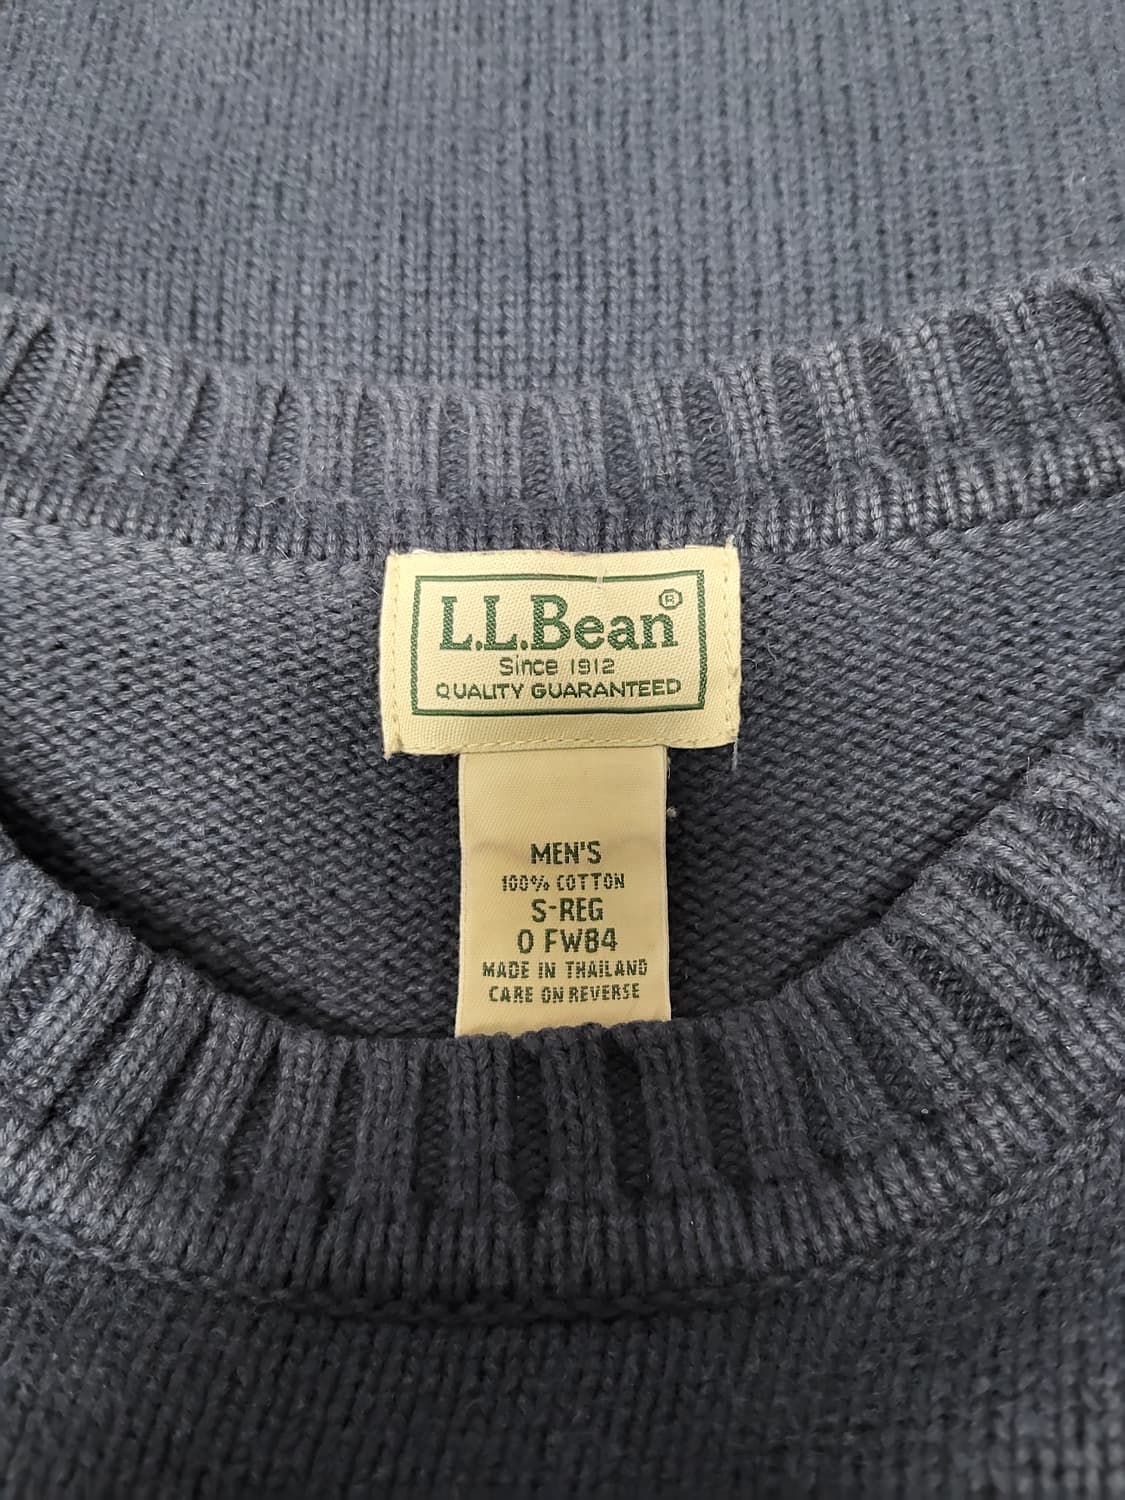 L.L.Bean®
Since 1912
QUALITY GUARANTEED
MEN'S
100% COTTON
S-REG
0 FW84
MADE IN THAILAND
CARE ON REVERSE